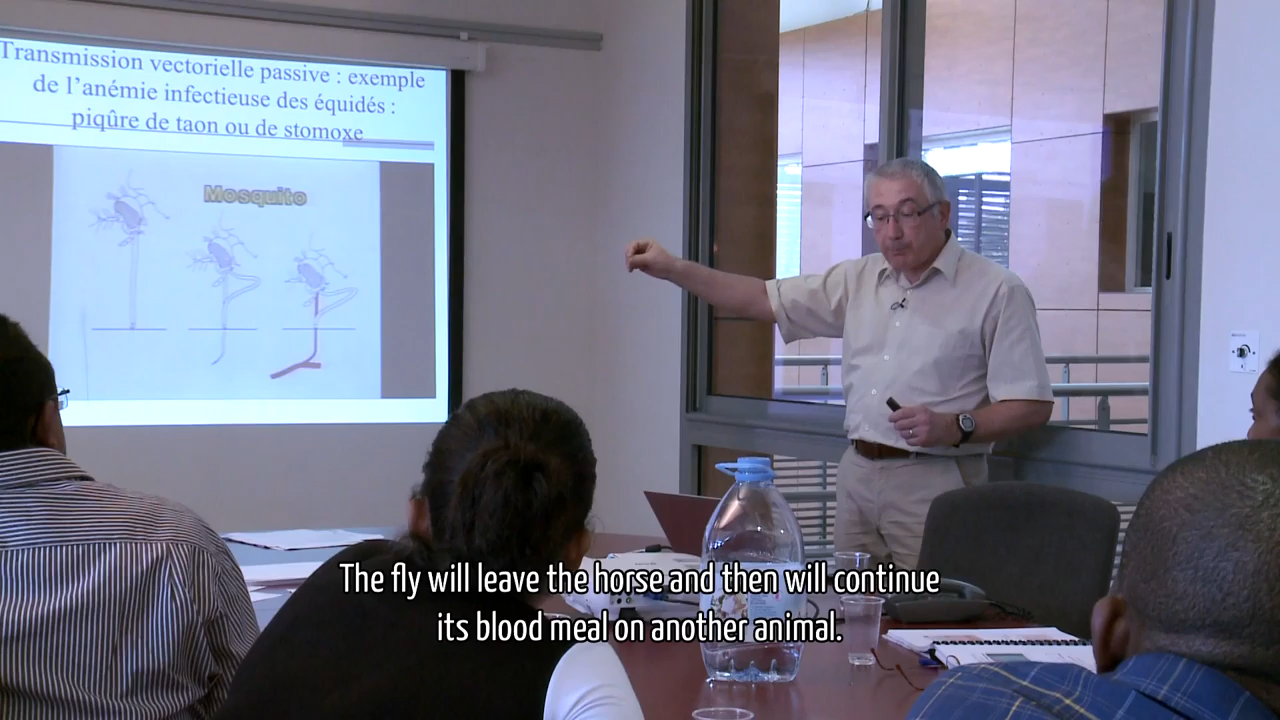 Transmission vectorielle passive : exemple
de l'anémie infectieuse des équidés :
piqûre de taon ou de stomoxe
Mosquito
The fly will leave the horse and then will continue
its blood meal on another animal.